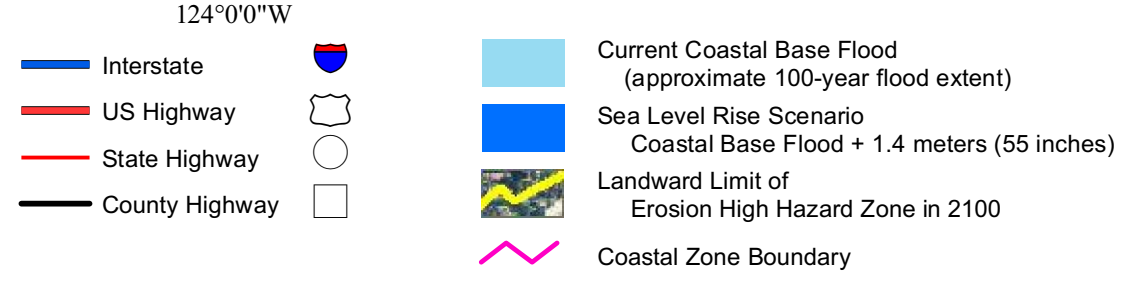 124°0'0"W
Interstate
US Highway
State Highway
County Highway
Current Coastal Base Flood
(approximate 100-year flood extent)
Sea Level Rise Scenario
Coastal Base Flood + 1.4 meters (55 inches)
Landward Limit of
Erosion High Hazard Zone in 2100
Coastal Zone Boundary